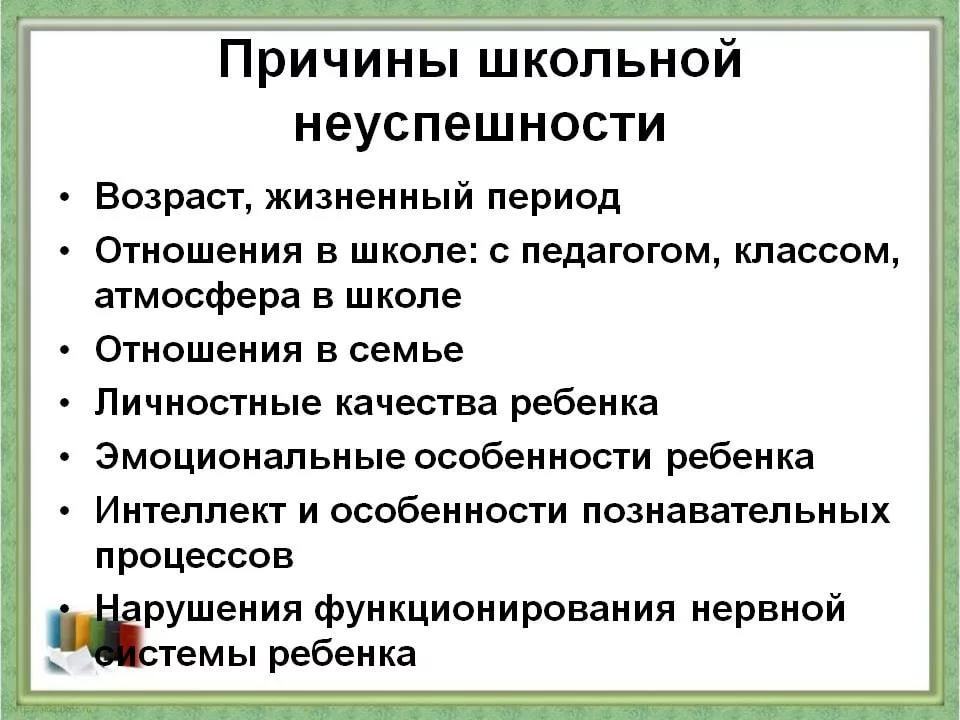 Причины школьной
неуспешности
• Возраст, жизненный период
• Отношения в школе: с педагогом, классом,
атмосфера в школе
• Отношения в семье
• Личностные качества ребенка
• Эмоциональные особенности ребенка
• Интеллект и особенности познавательных
процессов
• Нарушения функционирования нервной
системы ребенка